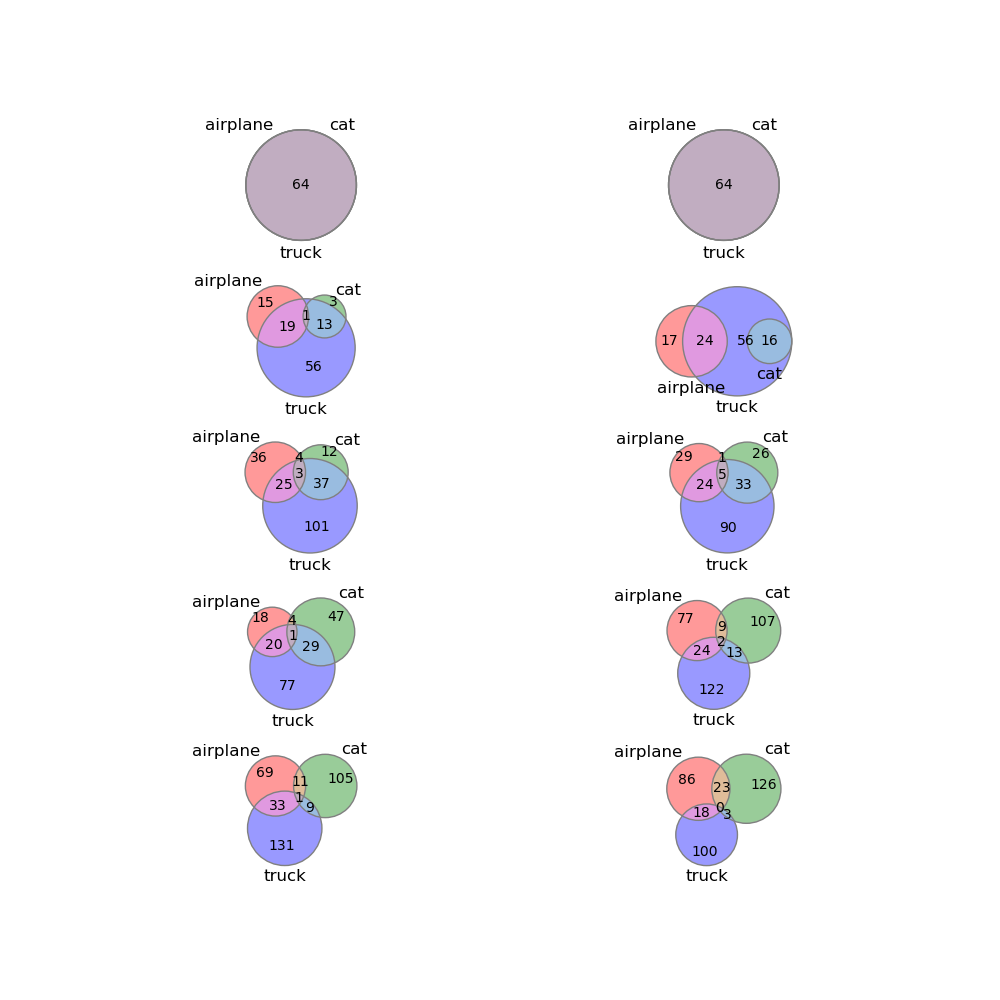 airplane cat
64
truck
airplane cat
64
truck
airplane
cat
15
3
1
19
13
56
truck
17
24
56
16
cat
airplane
truck
airplane
cat
36
4
12
3
25
37
101
truck
airplane
cat
29
1
26
5
24
33
90
truck
airplane
cat
18
4
47
1
20
29
77
truck
airplane
cat
77
9
107
2
24
13
122
truck
airplane
cat
69
11
105
1
33
9
131
truck
airplane
cat
86
23
126
0
18
3
100
truck